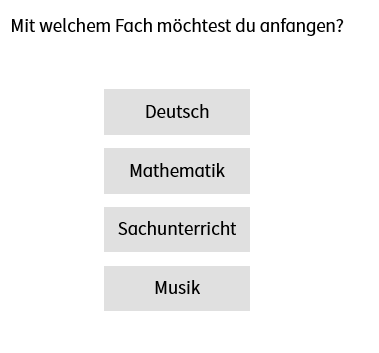 Mit welchem Fach möchtest du anfangen?
Deutsch
Mathematik
Sachunterricht
Musik